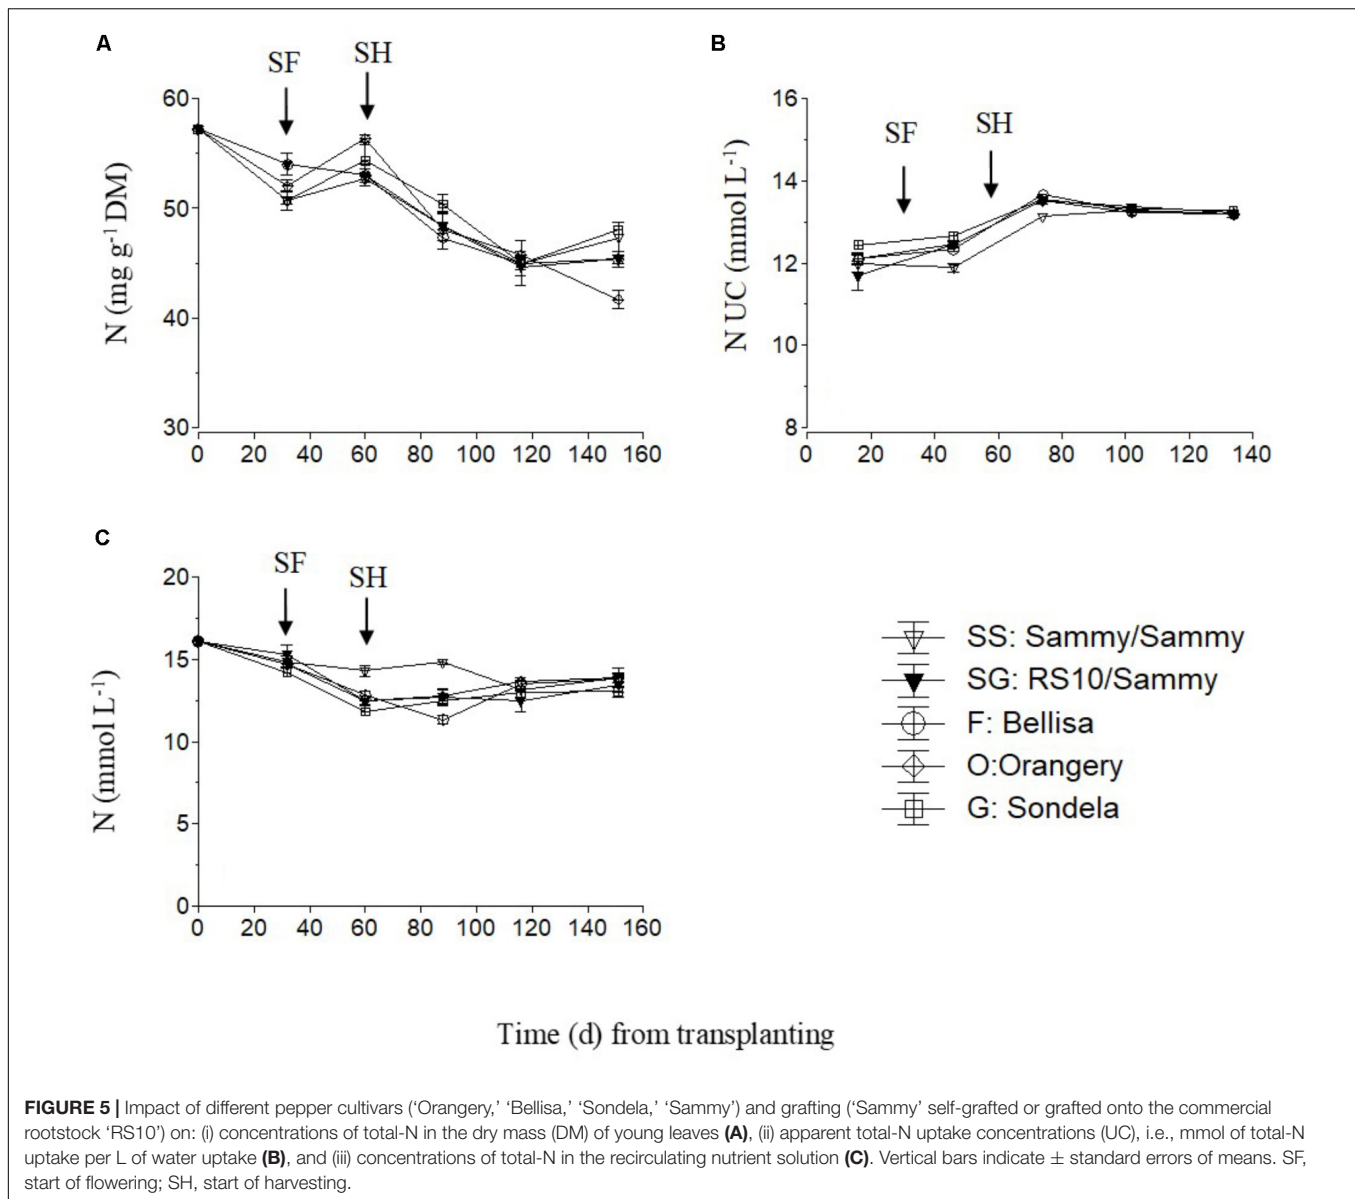 A
SF
SH
60
50
40
30
N (mg g-1 DM)
0 20 40 60 80 100 120 140 160
B
SF
SH
16
14
12
10
8
N UC (mmol L-1)
0 20 40 60 80 100 120 140
C
SF
SH
20
15
10
5
0
N (mmol L-1)
0 20 40 60 80 100 120 140 160
SS: Sammy/Sammy
SG: RS10/Sammy
F: Bellisa
O:Orangery
G: Sondela
Time (d) from transplanting
FIGURE 5 | Impact of different pepper cultivars (‘Orangery,’ ‘Bellisa,’ ‘Sondela,’ ‘Sammy’) and grafting (‘Sammy’ self-grafted or grafted onto the commercial
rootstock ‘RS10’) on: (i) concentrations of total-N in the dry mass (DM) of young leaves (A), (ii) apparent total-N uptake concentrations (UC), i.e., mmol of total-N
uptake per L of water uptake (B), and (iii) concentrations of total-N in the recirculating nutrient solution (C). Vertical bars indicate ± standard errors of means. SF,
start of flowering; SH, start of harvesting.